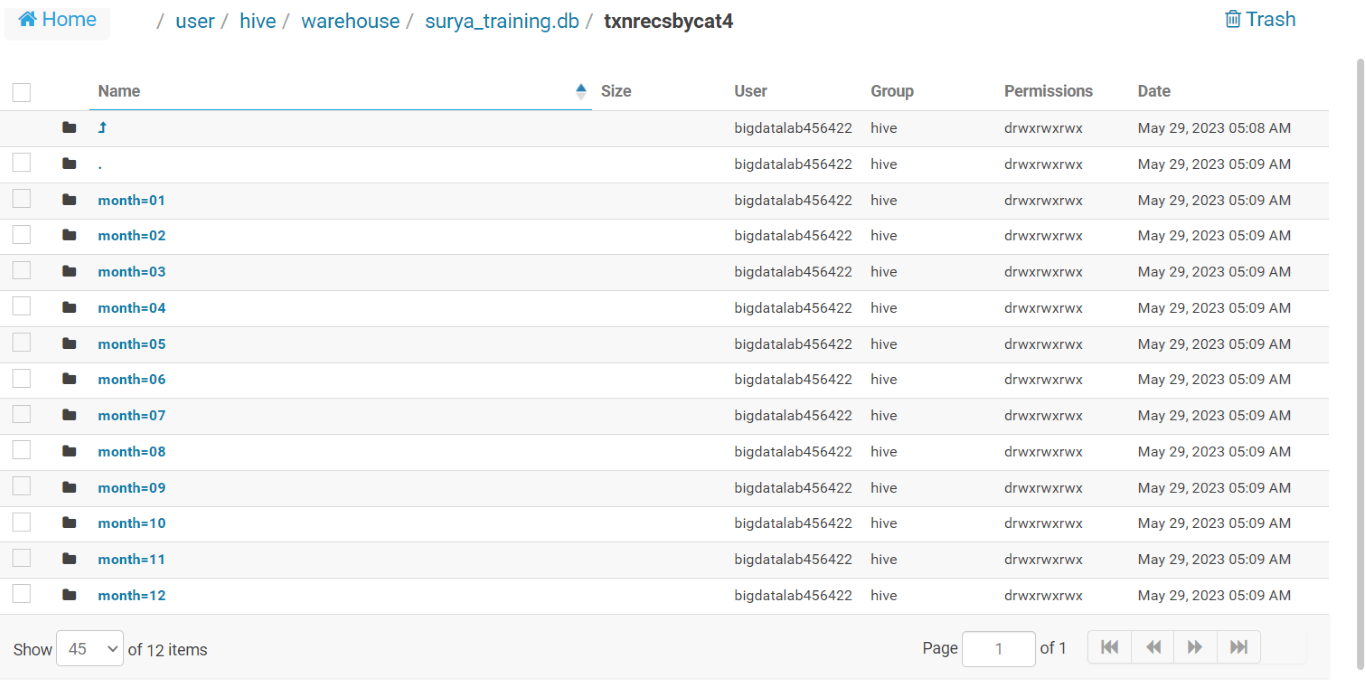 Home / user / hive / warehouse / surya_training.db / txnrecsbycat4 Trash
Name Size User Group Permissions Date
bigdatalab456422 hive drwxrwxrwx May 29, 2023 05:08 AM
. bigdatalab456422 hive drwxrwxrwx May 29, 2023 05:09 AM
month=01 bigdatalab456422 hive drwxrwxrwx May 29, 2023 05:09 AM
month=02 bigdatalab456422 hive drwxrwxrwx May 29, 2023 05:09 AM
month=03 bigdatalab456422 hive drwxrwxrwx May 29, 2023 05:09 AM
month=04 bigdatalab456422 hive drwxrwxrwx May 29, 2023 05:09 AM
month=05 bigdatalab456422 hive drwxrwxrwx May 29, 2023 05:09 AM
month=06 bigdatalab456422 hive drwxrwxrwx May 29, 2023 05:09 AM
month=07 bigdatalab456422 hive drwxrwxrwx May 29, 2023 05:09 AM
month=08 bigdatalab456422 hive drwxrwxrwx May 29, 2023 05:09 AM
month=09 bigdatalab456422 hive drwxrwxrwx May 29, 2023 05:09 AM
month=10 bigdatalab456422 hive drwxrwxrwx May 29, 2023 05:09 AM
month=11 bigdatalab456422 hive drwxrwxrwx May 29, 2023 05:09 AM
month=12 bigdatalab456422 hive drwxrwxrwx May 29, 2023 05:09 AM
Show 45 of 12 items Page 1 of 1